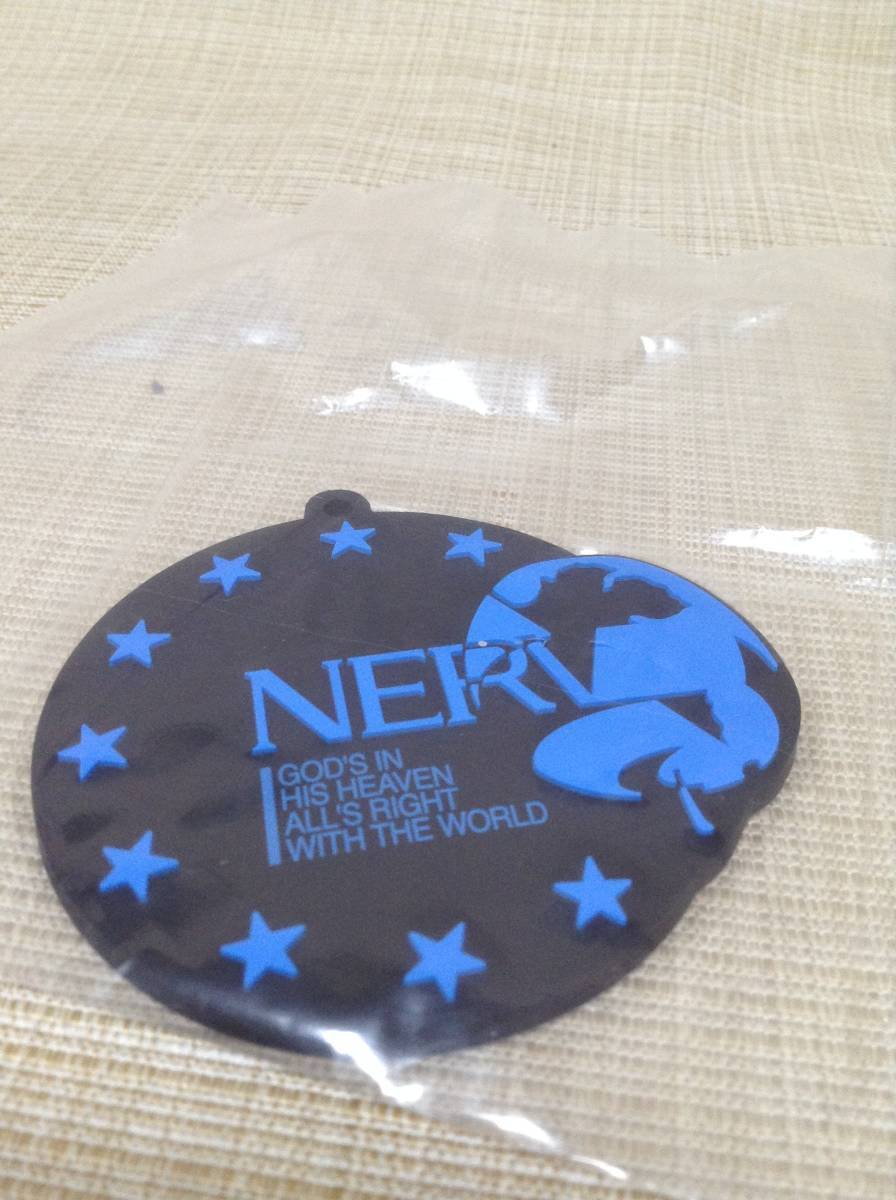 NERV
GOD'S IN
HIS HEAVEN
ALL'S RIGHT
WITH THE WORLD